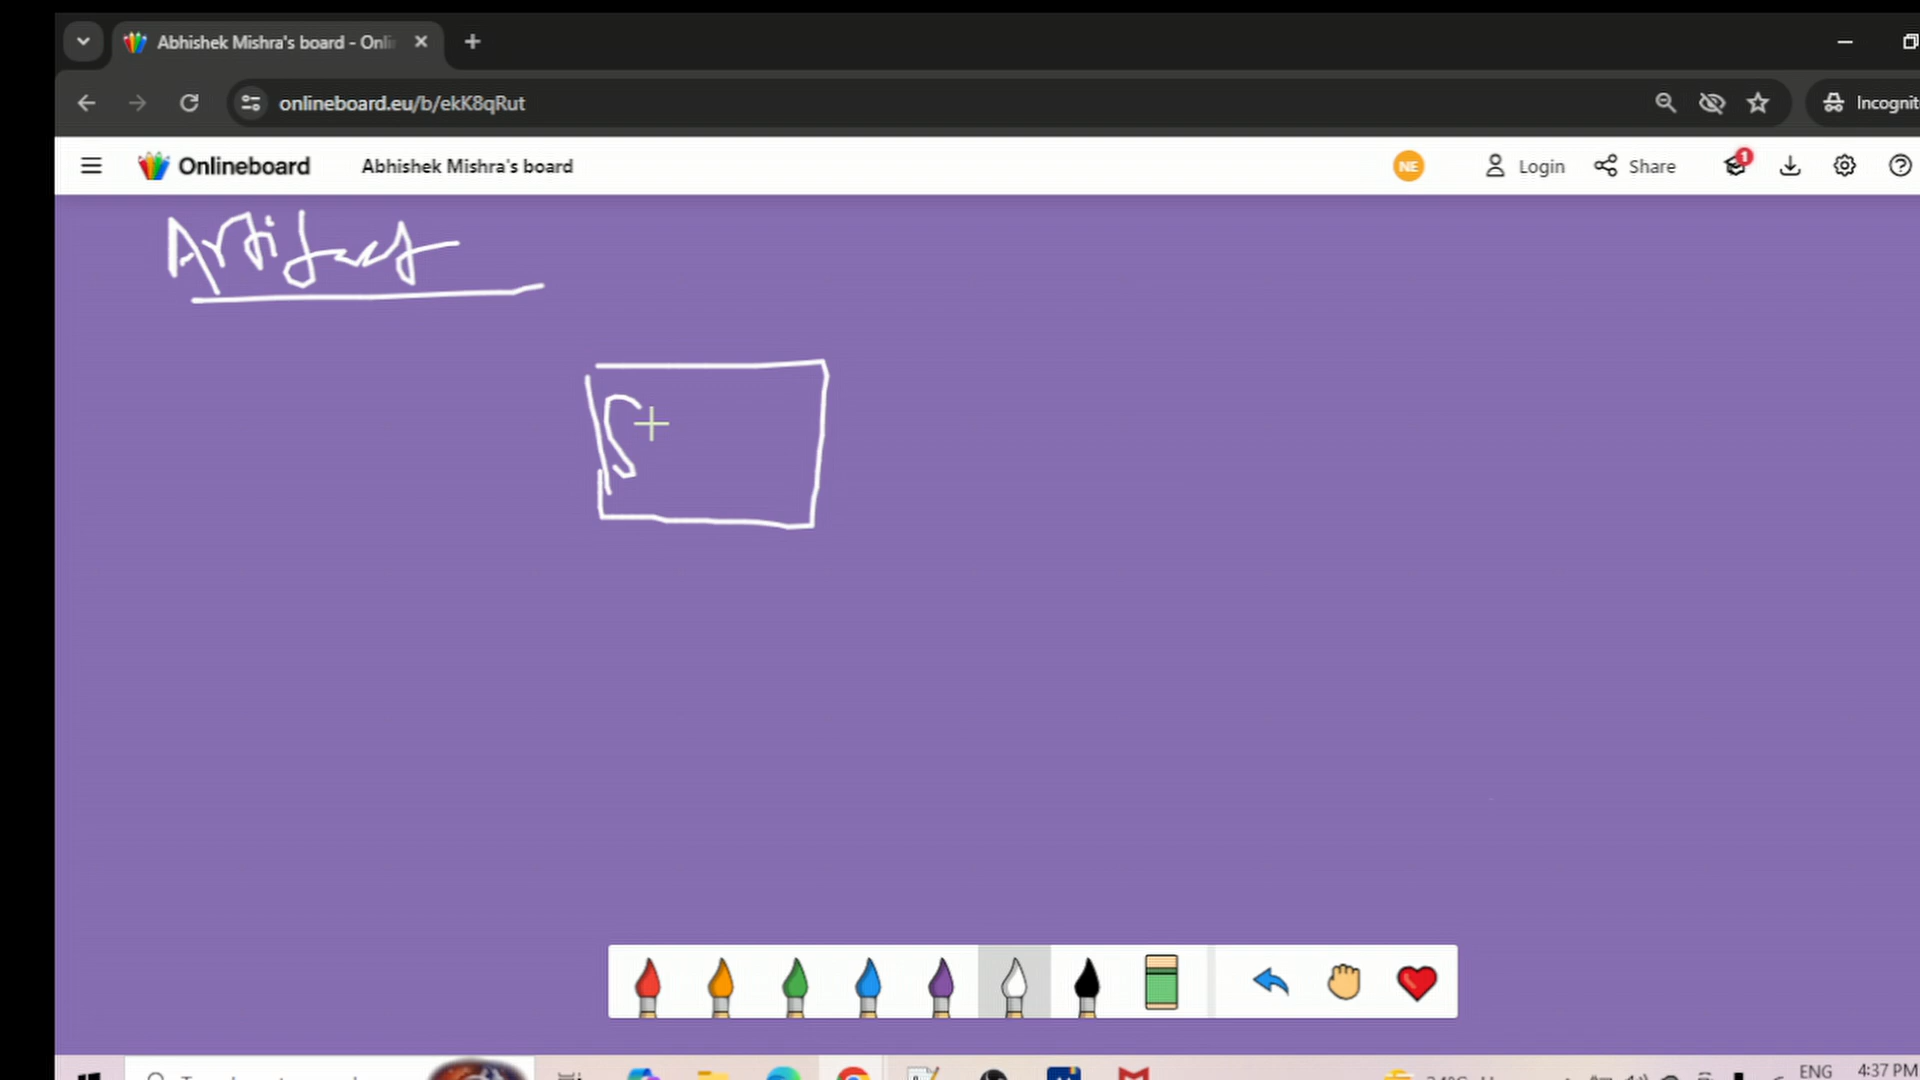 Abhishek Mishra's board - Onli
onlineboard.eu/b/ekK8qRut
Incognit
Onlineboard
Abhishek Mishra's board
NE
Login
Share
1
Artifact
S
ENG
4:37 PM